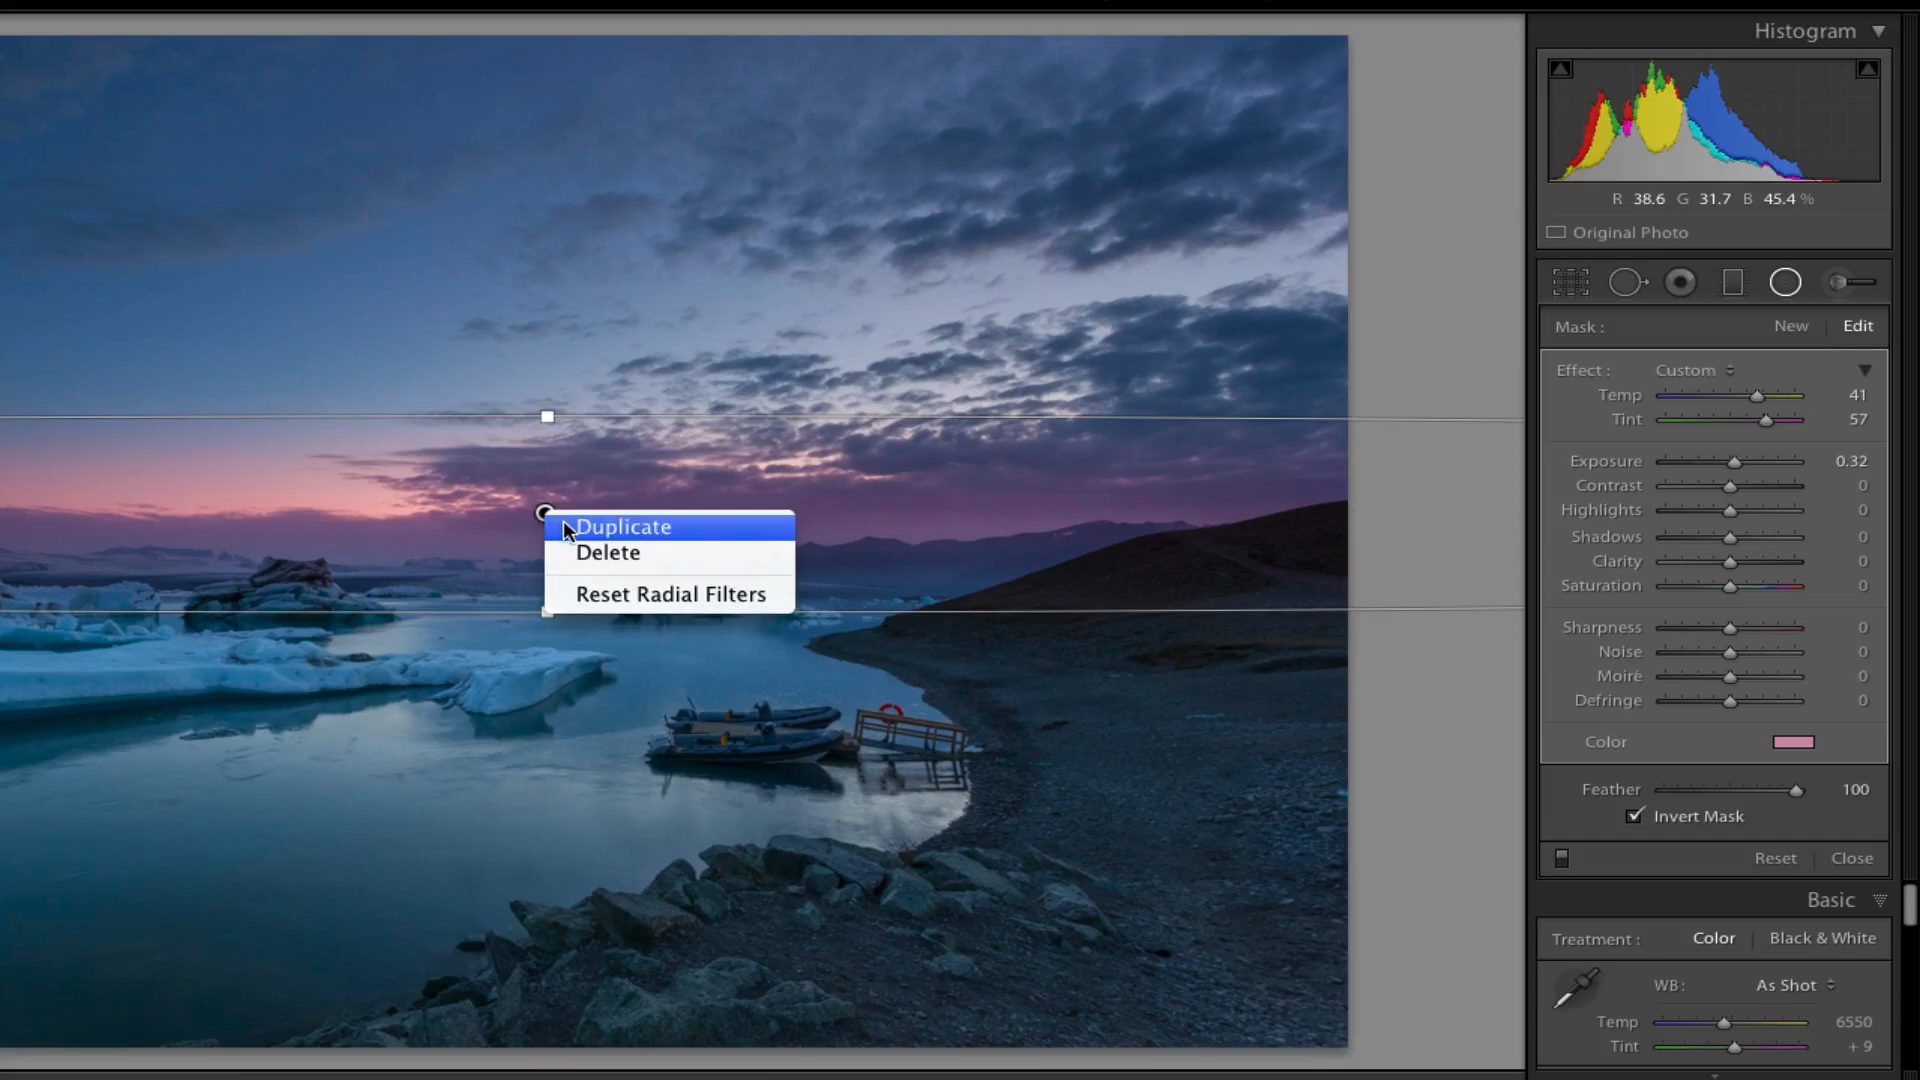 Histogram
R 38.6 G 31.7 B 45.4 %
Original Photo
Mask : New Edit
Effect : Custom
Temp 41
Tint 57
Exposure 0.32
Contrast 0
Highlights 0
Shadows 0
Clarity 0
Saturation 0
Sharpness 0
Noise 0
Moiré 0
Defringe 0
Color
Feather 100
Invert Mask
Reset Close
Basic
Treatment : Color Black & White
WB: As Shot
Temp 6550
Tint + 9
Duplicate
Delete
Reset Radial Filters